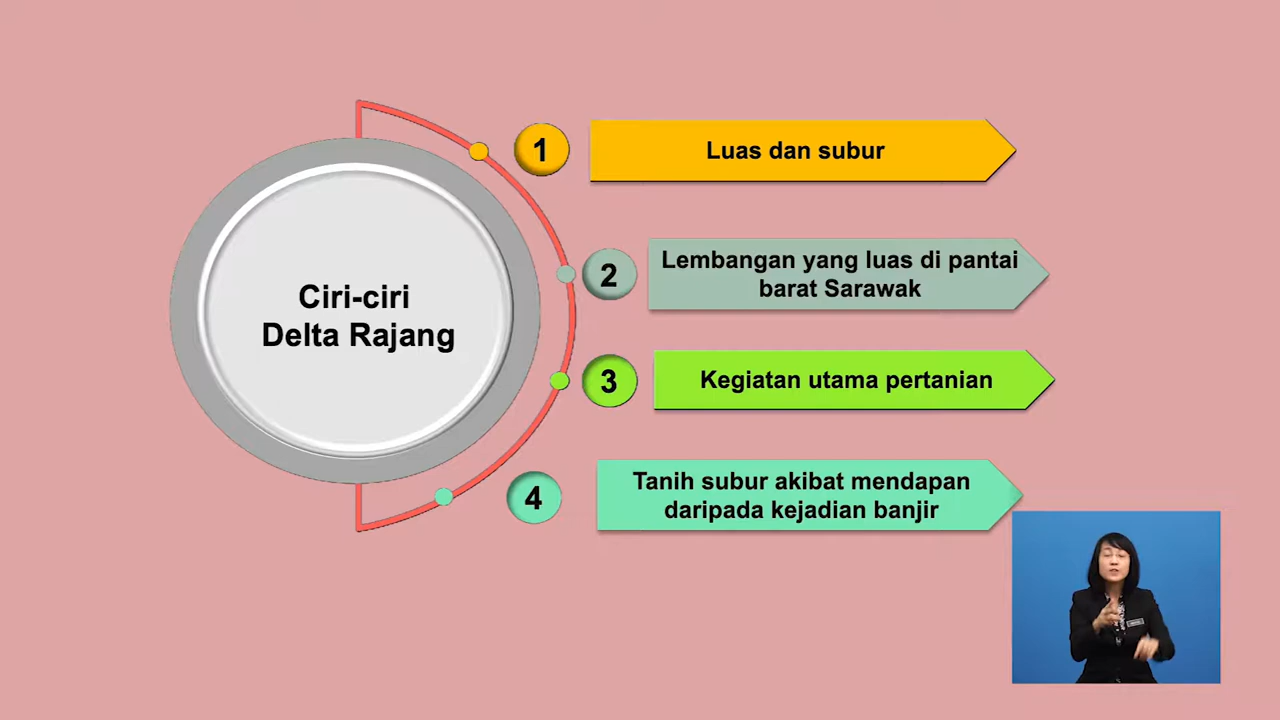 Ciri-ciri
Delta Rajang
1
Luas dan subur
2
Lembangan yang luas di pantai
barat Sarawak
3
Kegiatan utama pertanian
4
Tanih subur akibat mendapan
daripada kejadian banjir